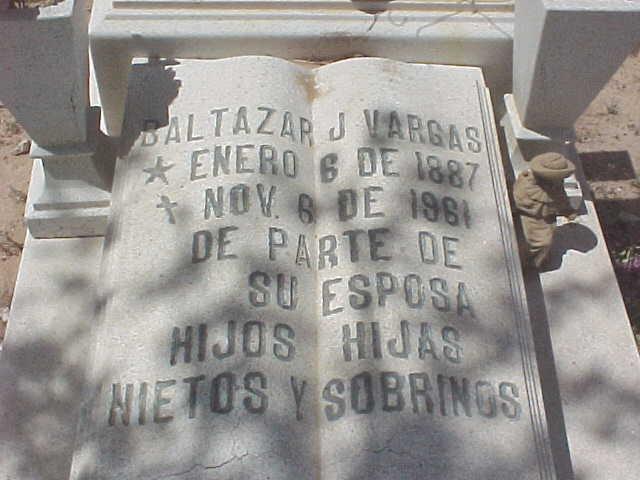 BALTAZAR J VARGAS
★ ENERO 6 DE 1887
✝ NOV. 6 DE 1961
DE PARTE DE
SU ESPOSA
HIJOS HIJAS
NIETOS Y SOBRINOS